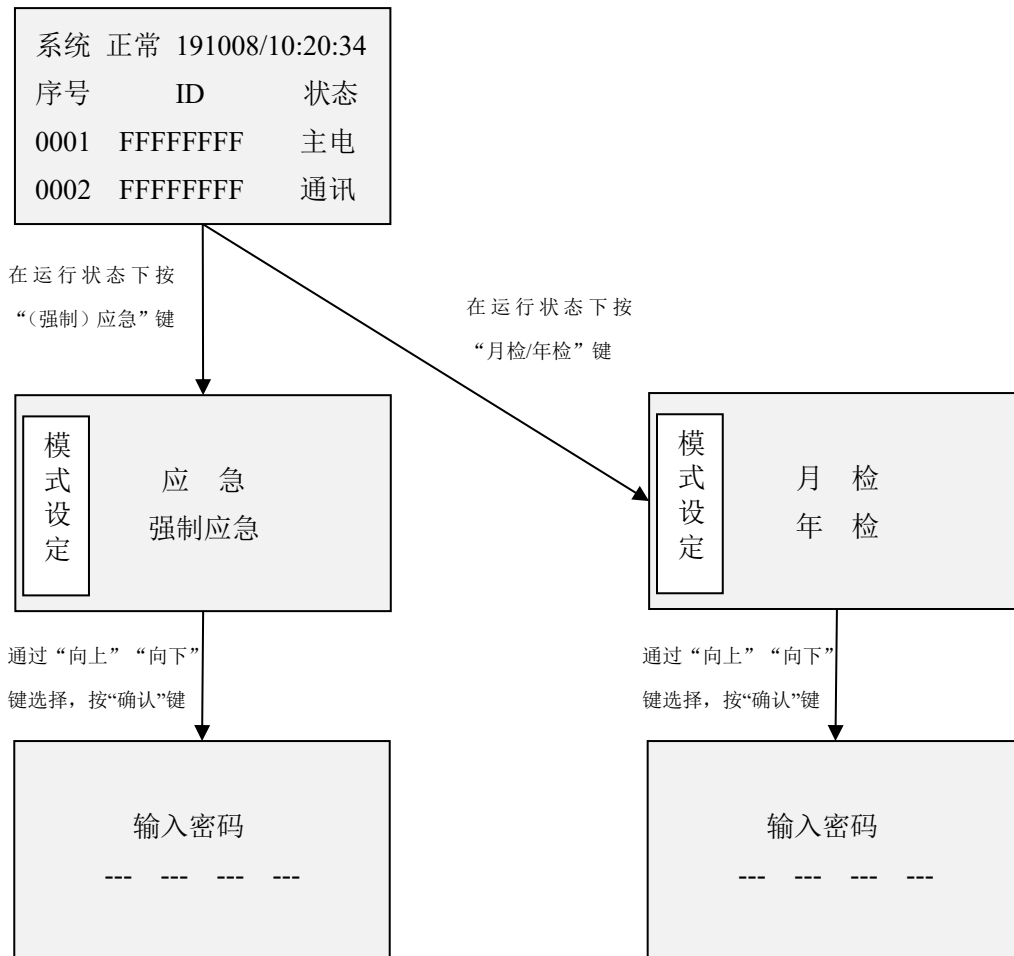 系统 正常 191008/10:20:34
序号 ID 状态
0001 FFFFFFFF 主电
0002 FFFFFFFF 通讯
在运行状态下按
“（强制）应急”键
在运行状态下按
“月检/年检”键
模式设定
应 急
强制应急
模式设定
月 检
年 检
通过“向上”“向下”
键选择，按“确认”键
通过“向上”“向下”
键选择，按“确认”键
输入密码
--- --- --- ---
输入密码
--- --- --- ---